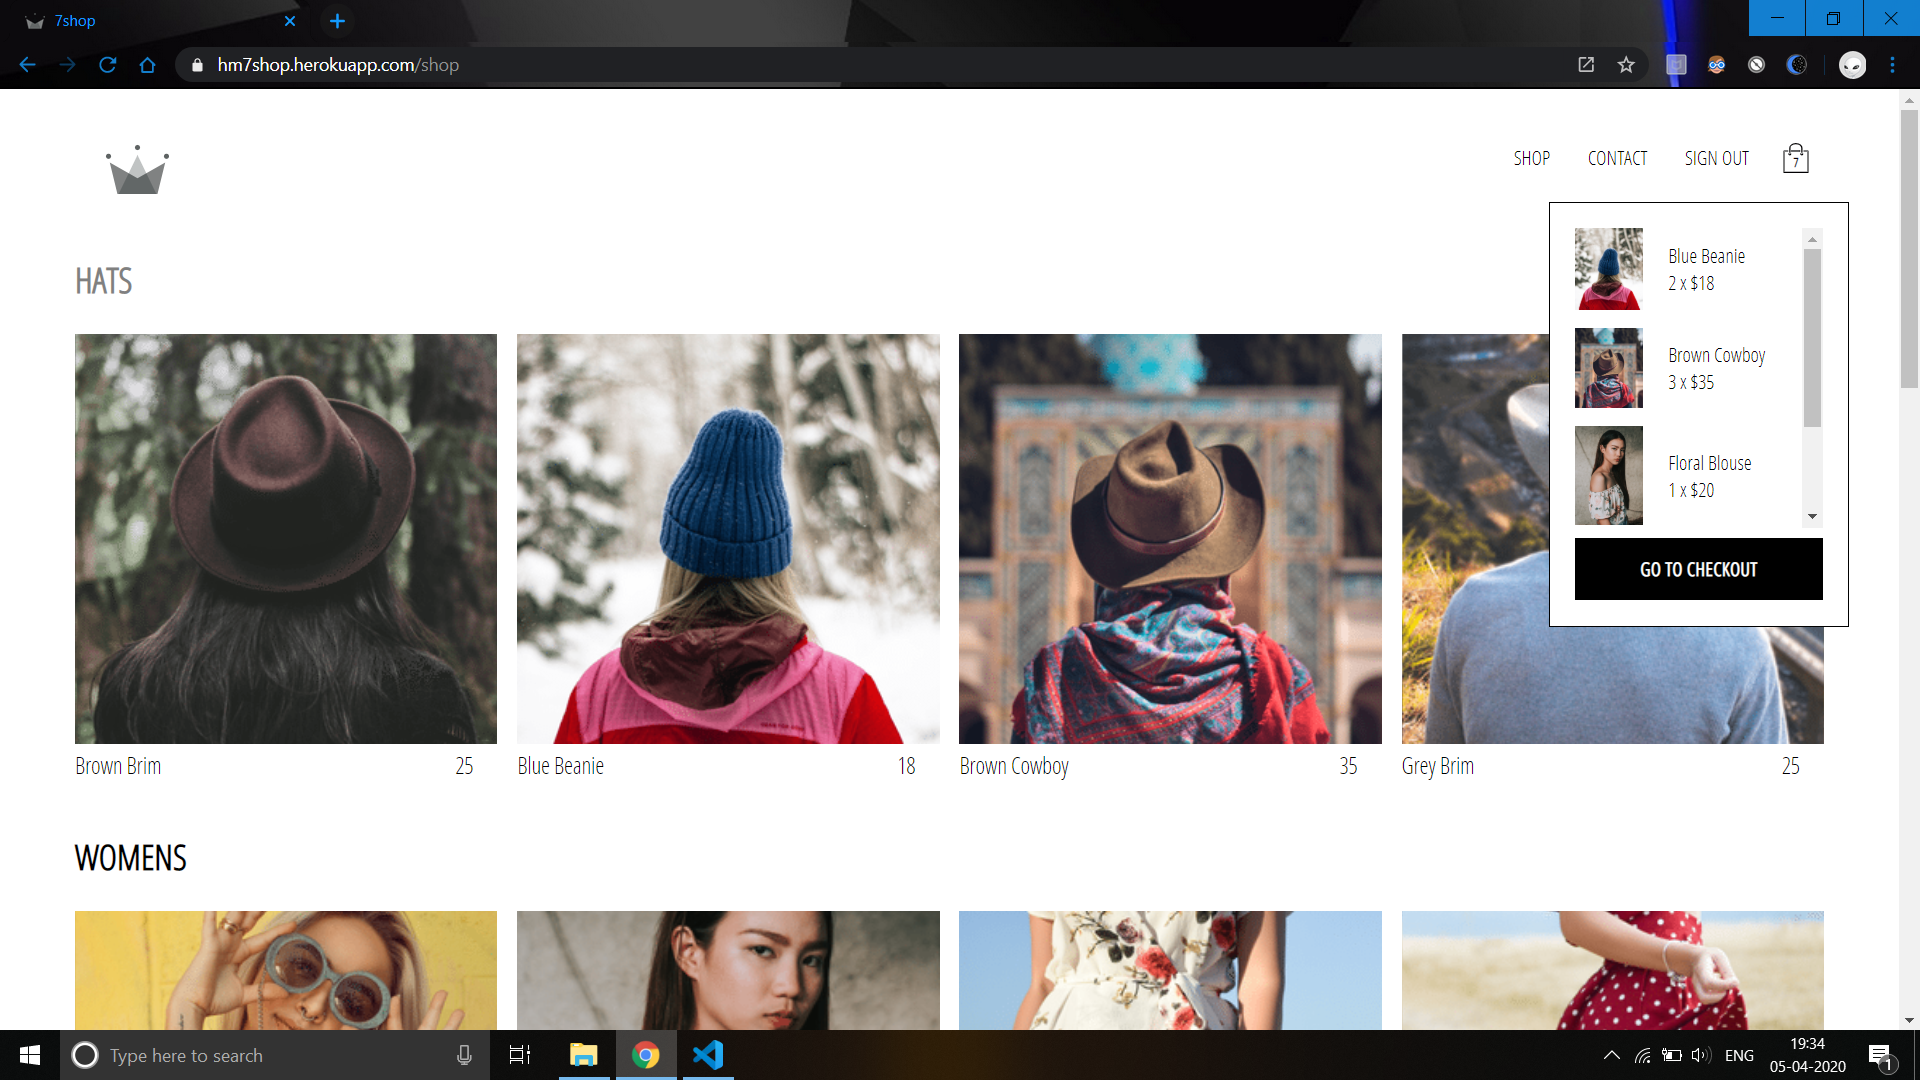 7shop
hm7shop.herokuapp.com/shop
SHOP
CONTACT
SIGN OUT
7
HATS
Blue Beanie
2 x $18
Brown Cowboy
3 x $35
Floral Blouse
1 x $20
GO TO CHECKOUT
Brown Brim
25
Blue Beanie
18
Brown Cowboy
35
Grey Brim
25
WOMENS
Type here to search
ENG
19:34
05-04-2020
1